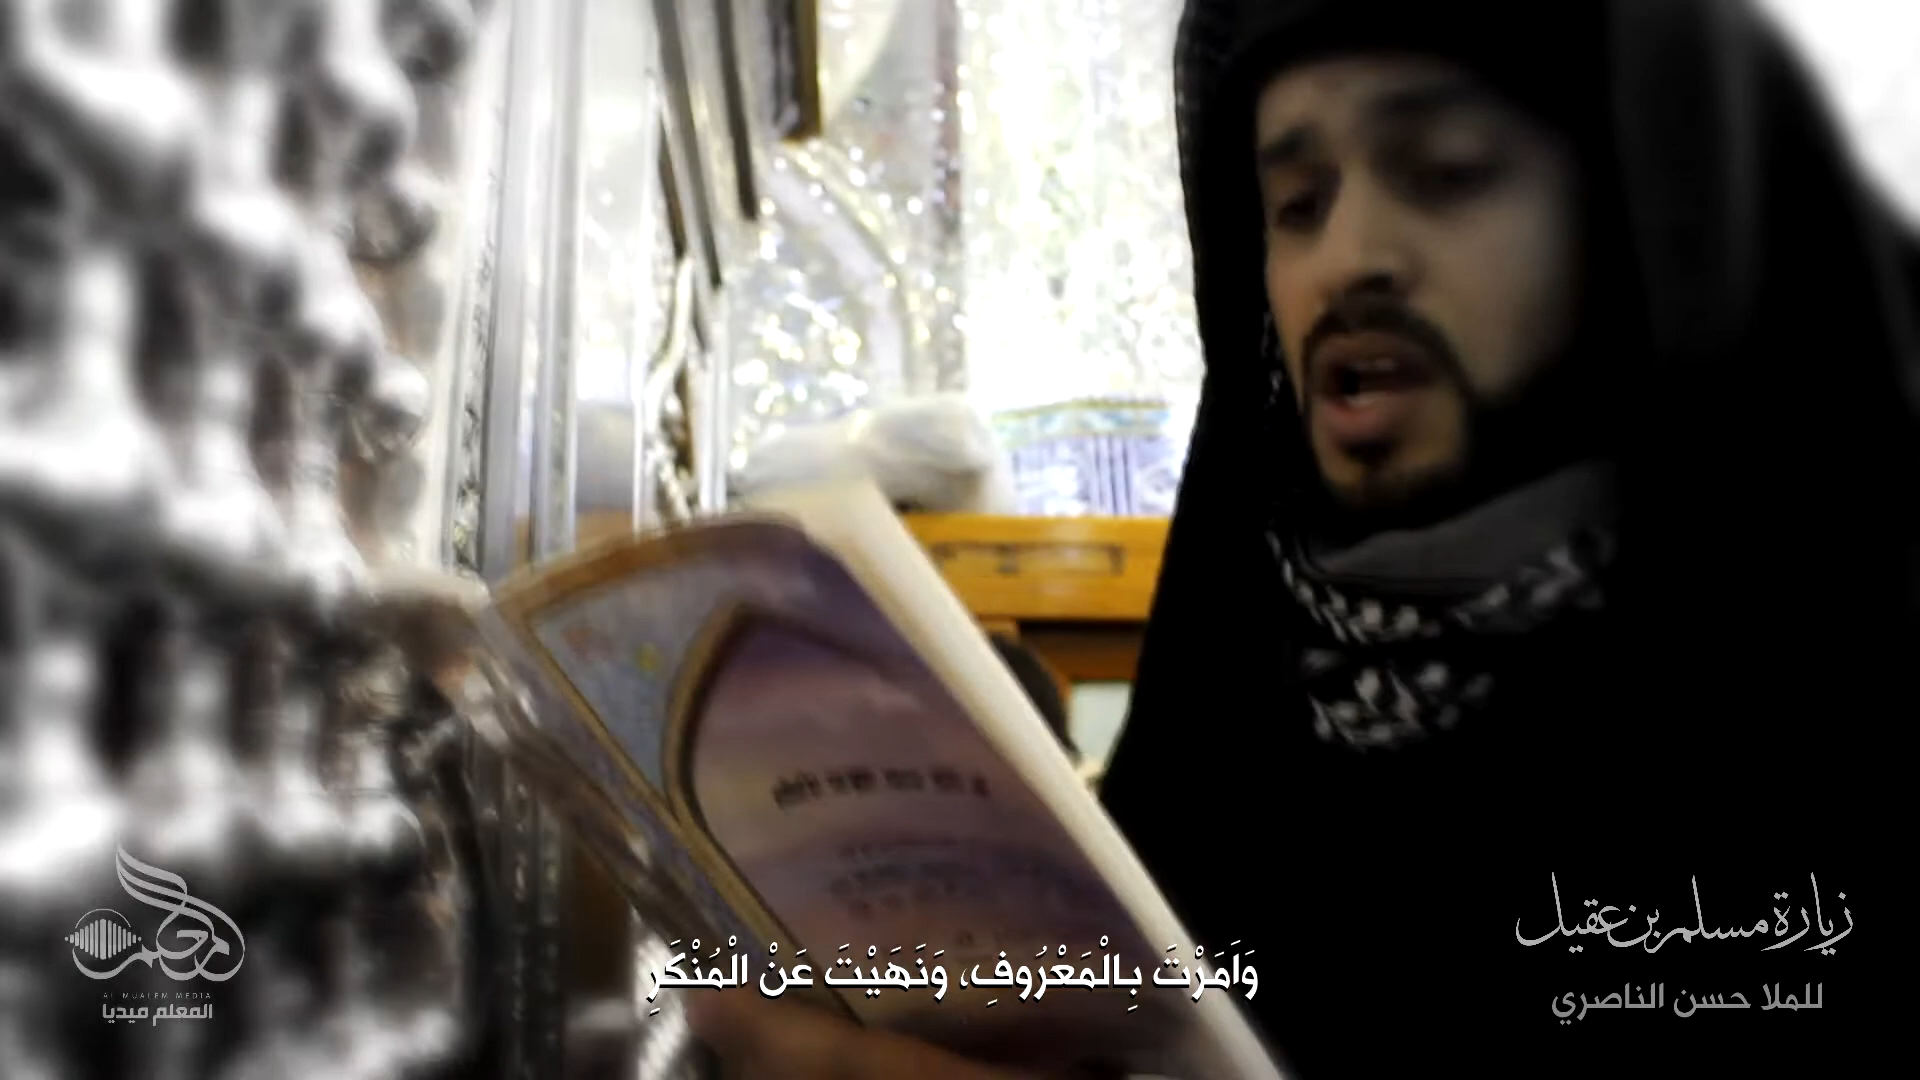 وَاَمَرْتَ بِالْمَعْرُوفِ، وَنَهَيْتَ عَنْ الْمُنْكَرِ
زيارة مسلم بن عقيل
للملا حسن الناصري
AL MUALEM MEDIA
المعلم ميديا